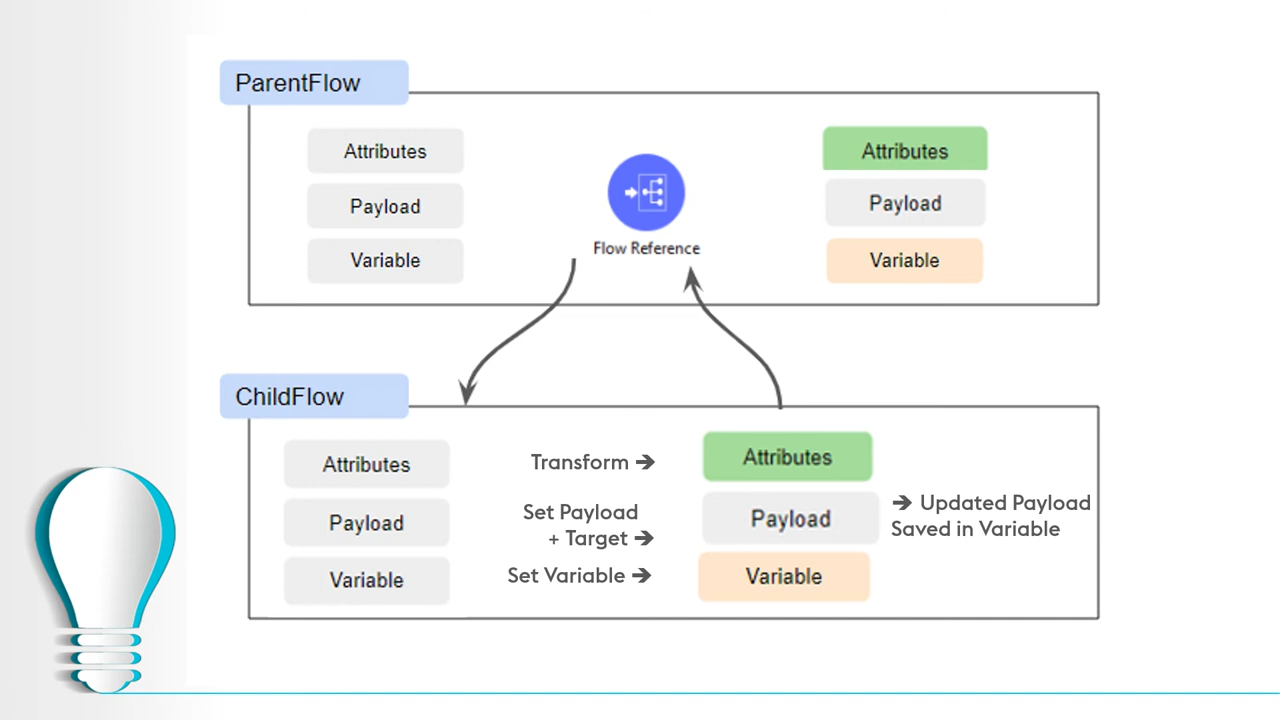 ParentFlow
Attributes
Payload
Variable
Flow Reference
Attributes
Payload
Variable
ChildFlow
Attributes
Payload
Variable
Transform ➔
Set Payload
+ Target ➔
Set Variable ➔
Attributes
Payload
Variable
➔ Updated Payload
Saved in Variable